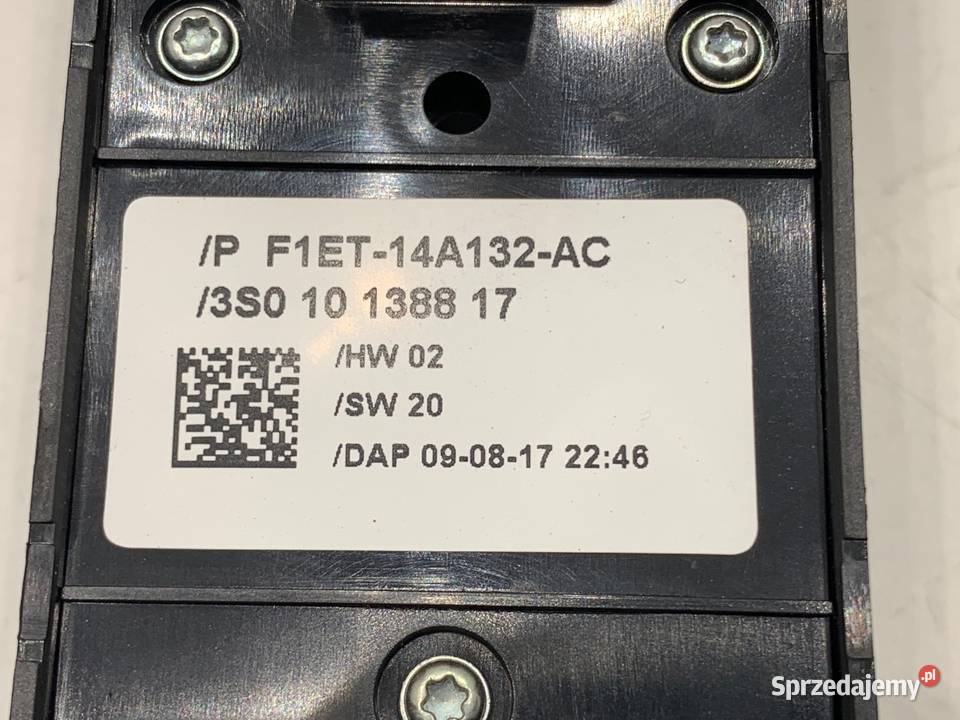 /P F1ET-14A132-AC
/3S0 10 1388 17
/HW 02
/SW 20
/DAP 09-08-17 22:46
Sprzedajemy.pl